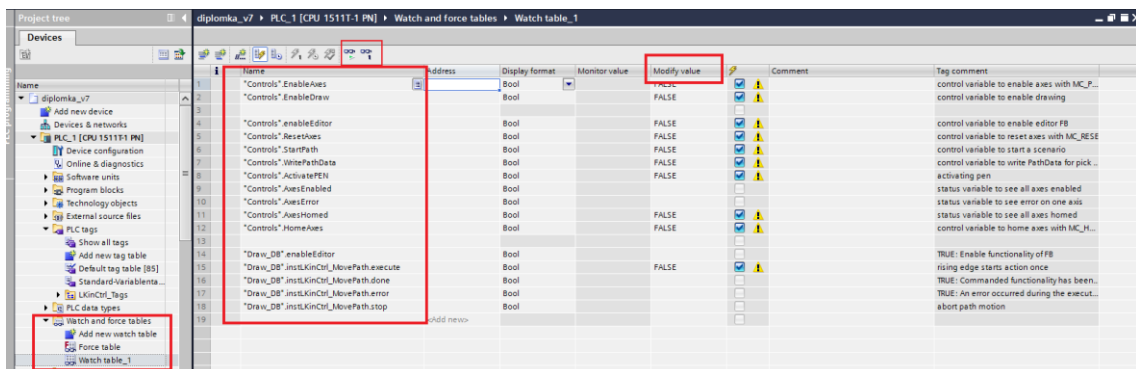 Project tree
diplomka_v7 ▸ PLC_1 [CPU 1511T-1 PN] ▸ Watch and force tables ▸ Watch table_1
Devices
i Name Address Display format Monitor value Modify value Comment Tag comment
1 "Controls".EnableAxes Bool FALSE control variable to enable axes with MC_P...
2 "Controls".EnableDraw Bool FALSE control variable to enable drawing
3
4 "Controls".enableEditor Bool FALSE control variable to enable editor FB
5 "Controls".ResetAxes Bool FALSE control variable to reset axes with MC_RESE
6 "Controls".StartPath Bool FALSE control variable to start a scenario
7 "Controls".WritePathData Bool FALSE control variable to write PathData for pick ..
8 "Controls".ActivatePEN Bool FALSE activating pen
9 "Controls".AxesEnabled Bool status variable to see all axes enabled
10 "Controls".AxesError Bool status variable to see error on one axis
11 "Controls".AxesHomed Bool FALSE status variable to see all axes homed
12 "Controls".HomeAxes Bool FALSE control variable to home axes with MC_H...
13
14 "Draw_DB".enableEditor Bool TRUE: Enable functionality of FB
15 "Draw_DB".instLKinCtrl_MovePath.execute Bool FALSE rising edge starts action once
16 "Draw_DB".instLKinCtrl_MovePath.done Bool TRUE: Commanded functionality has been..
17 "Draw_DB".instLKinCtrl_MovePath.error Bool TRUE: An error occurred during the execut...
18 "Draw_DB".instLKinCtrl_MovePath.stop Bool abort path motion
19 <Add new>
Name
diplomka_v7
Add new device
Devices & networks
PLC_1 [CPU 1511T-1 PN]
Device configuration
Online & diagnostics
Software units
Program blocks
Technology objects
External source files
PLC tags
Show all tags
Add new tag table
Default tag table [85]
Standard-Variablenta...
LKinCtrl_Tags
PLC data types
Watch and force tables
Add new watch table
Force table
Watch table_1